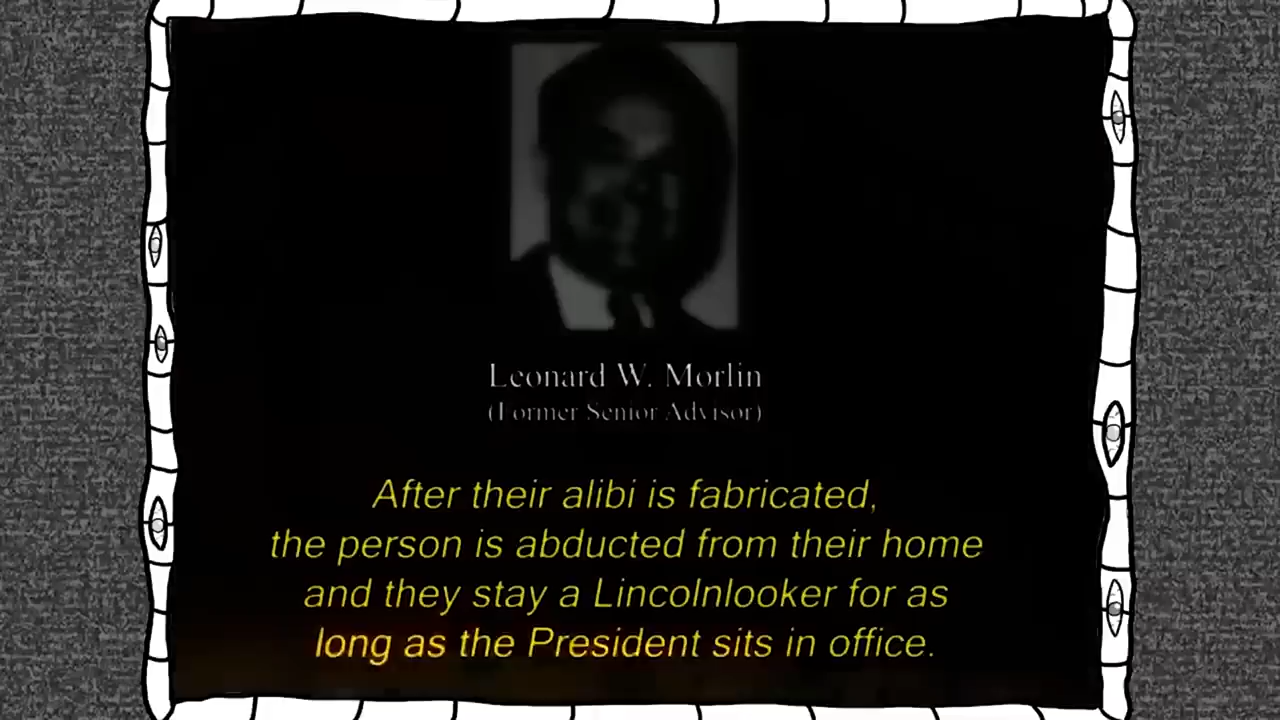 Leonard W. Morlin
(Former Senior Advisor)
After their alibi is fabricated,
the person is abducted from their home
and they stay a Lincolnlooker for as
long as the President sits in office.